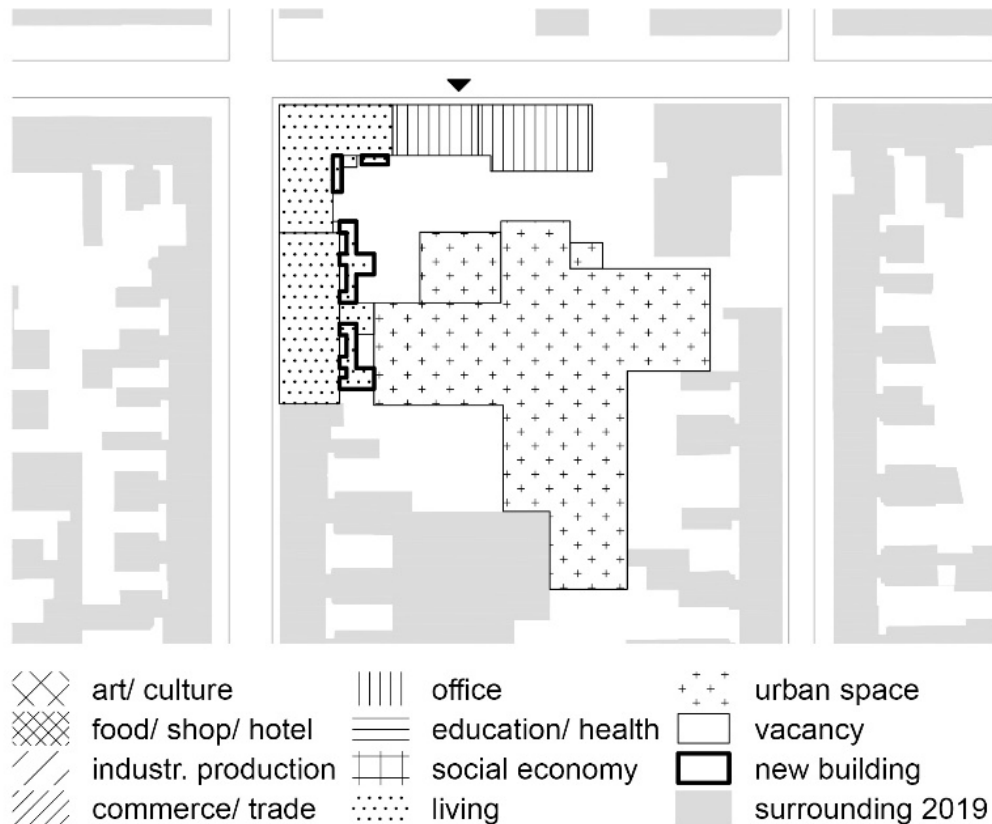 art/ culture
food/ shop/ hotel
industr. production
commerce/ trade
office
education/ health
social economy
living
urban space
vacancy
new building
surrounding 2019